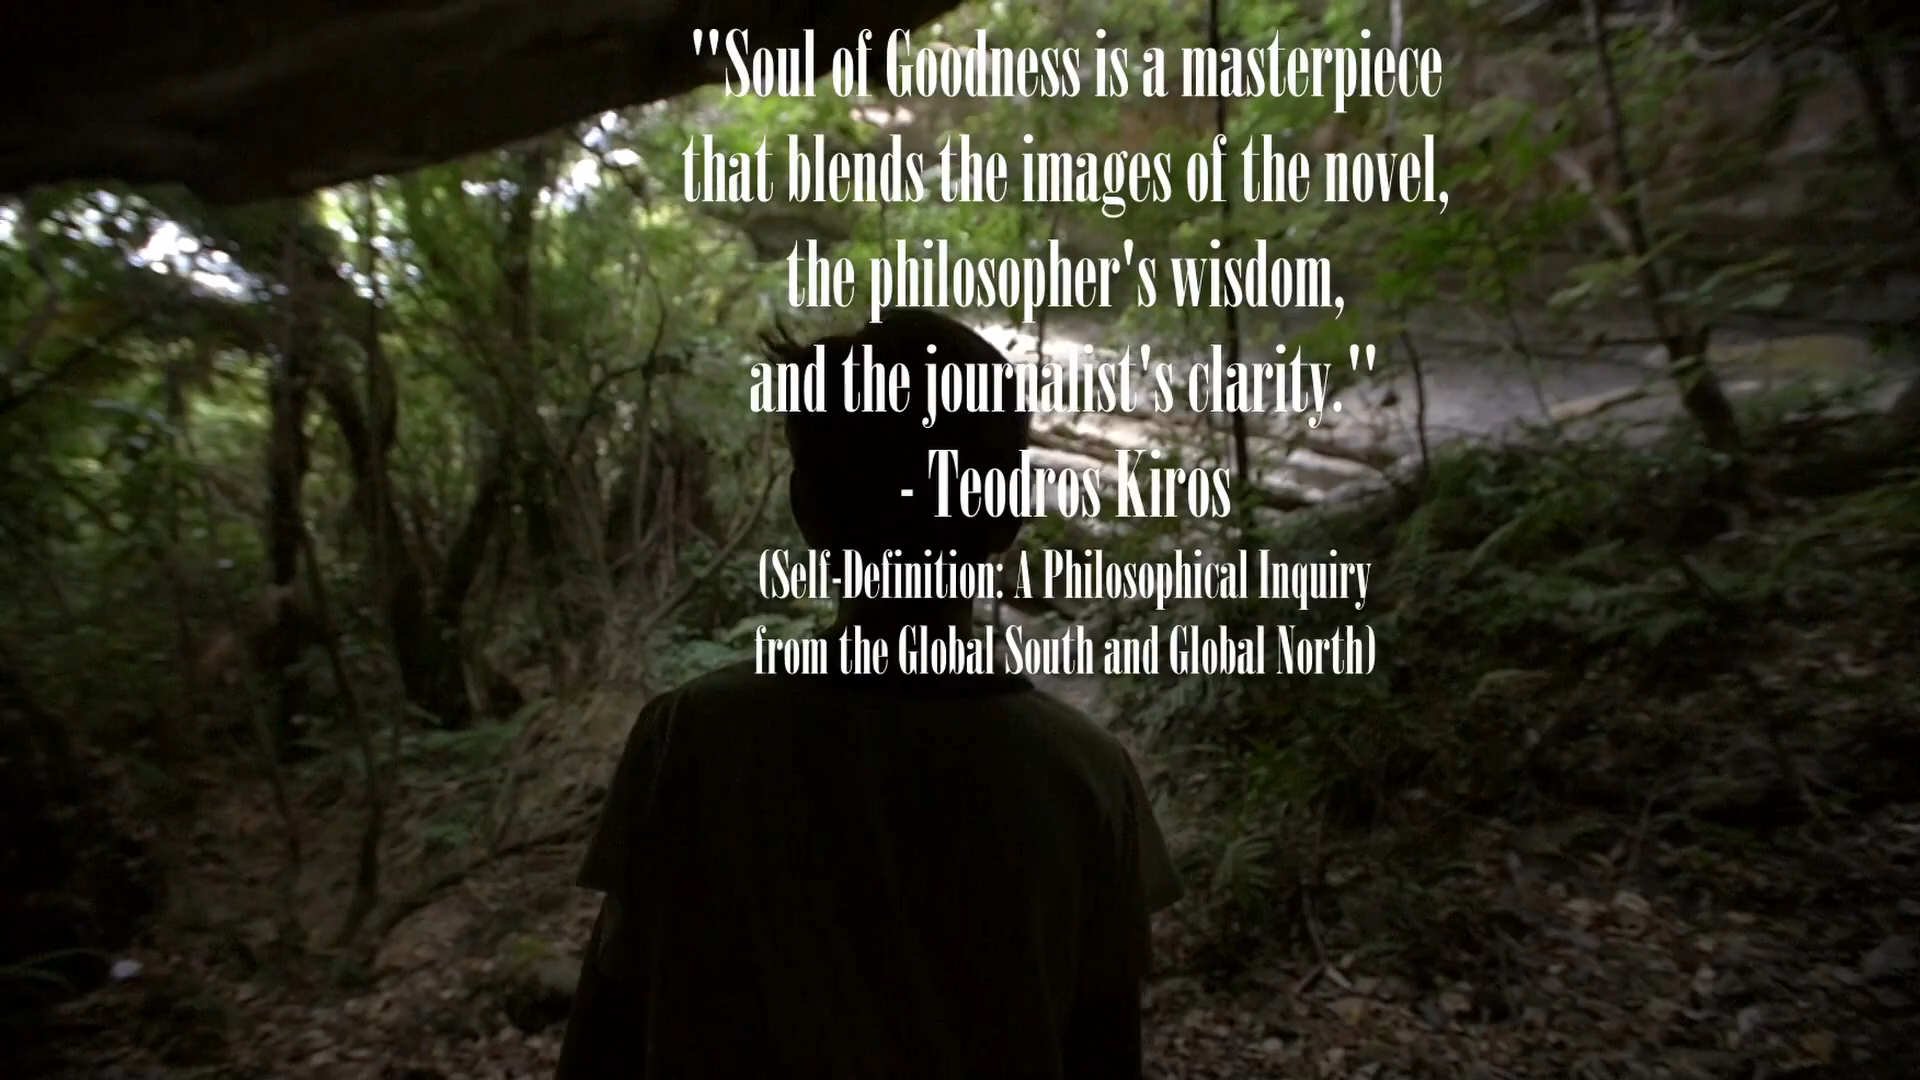 "Soul of Goodness is a masterpiece
that blends the images of the novel,
the philosopher's wisdom,
and the journalist's clarity."
- Teodros Kiros
(Self-Definition: A Philosophical Inquiry
from the Global South and Global North)